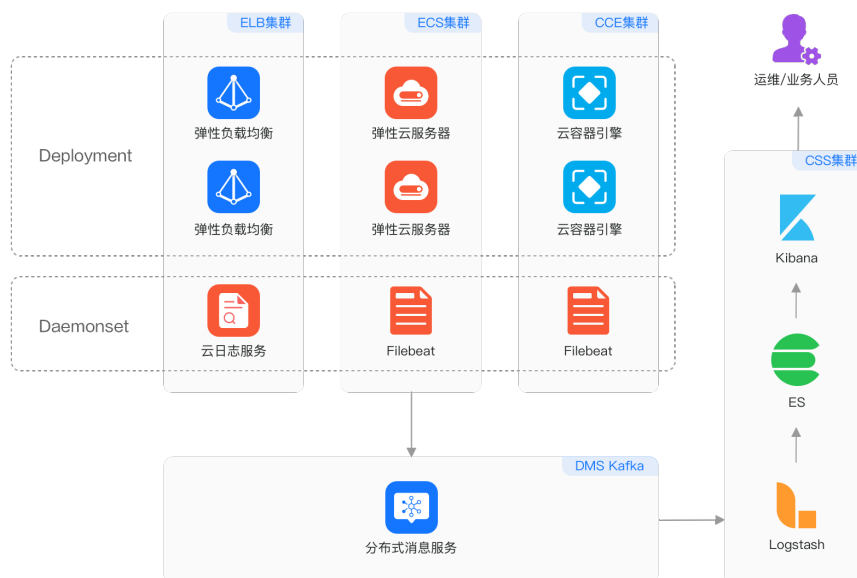 ELB集群
ECS集群
CCE集群
运维/业务人员
Deployment
弹性负载均衡
弹性云服务器
云容器引擎
弹性负载均衡
弹性云服务器
云容器引擎
Daemonset
云日志服务
Filebeat
Filebeat
CSS集群
Kibana
ES
Logstash
DMS Kafka
分布式消息服务